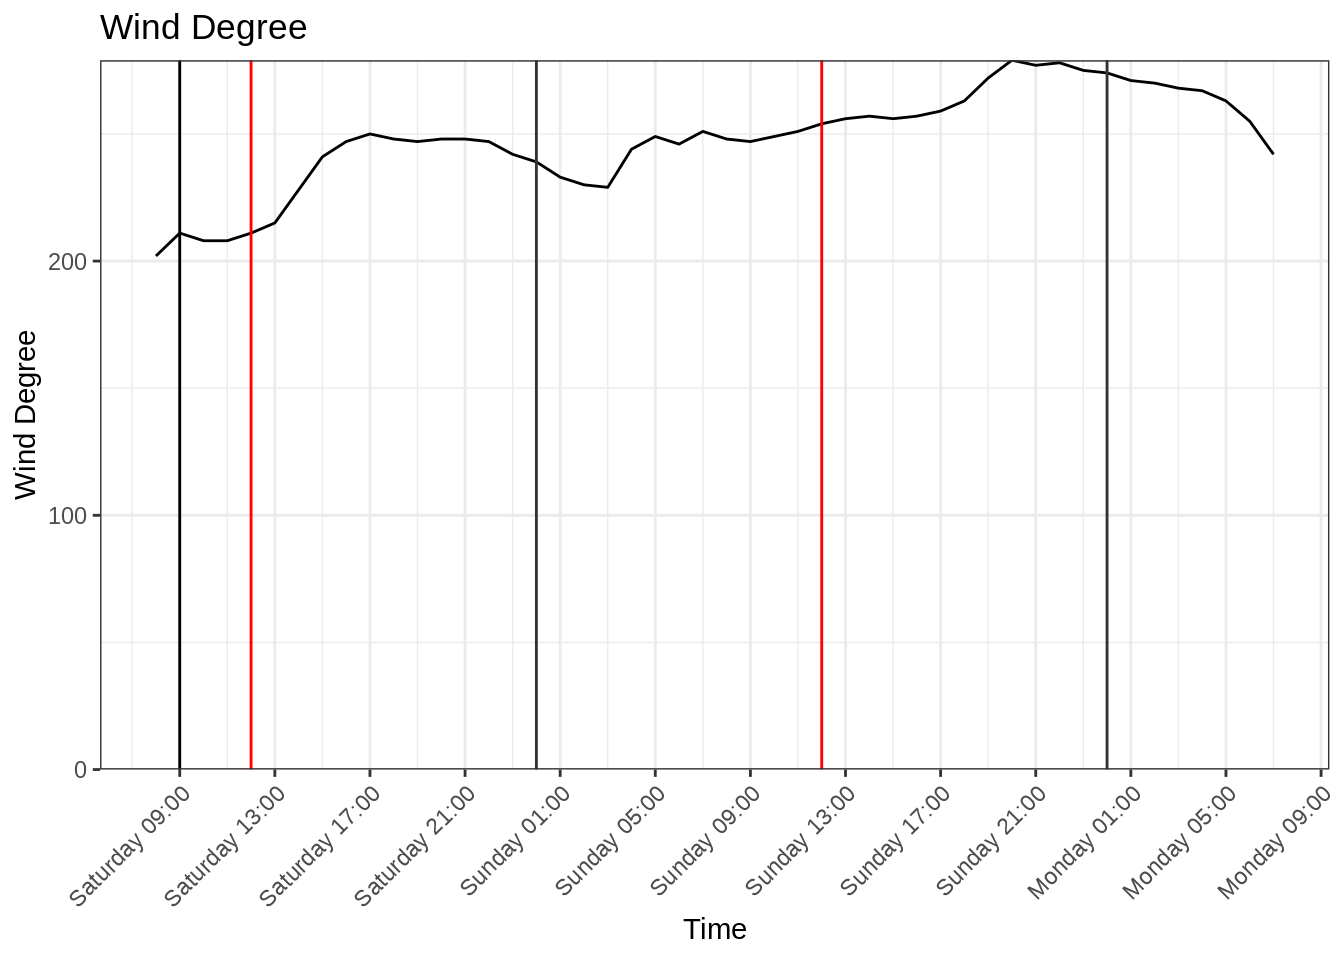 Wind Degree
Wind Degree
200
100
0
Saturday 09:00
Saturday 13:00
Saturday 17:00
Saturday 21:00
Sunday 01:00
Sunday 05:00
Sunday 09:00
Sunday 13:00
Sunday 17:00
Sunday 21:00
Monday 01:00
Monday 05:00
Monday 09:00
Time